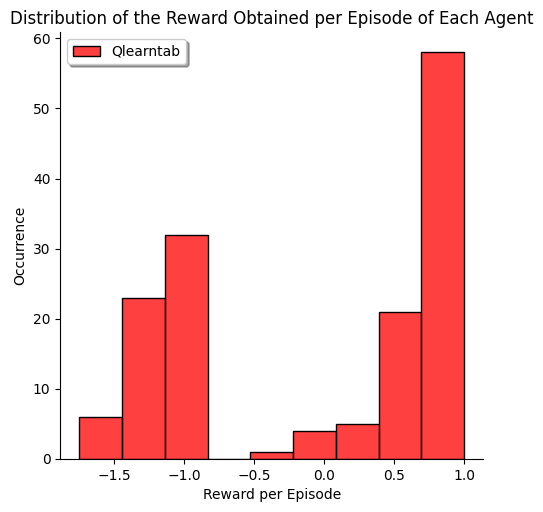 Distribution of the Reward Obtained per Episode of Each Agent
Qlearntab
60
50
40
30
20
10
0
Occurrence
−1.5 −1.0 −0.5 0.0 0.5 1.0
Reward per Episode